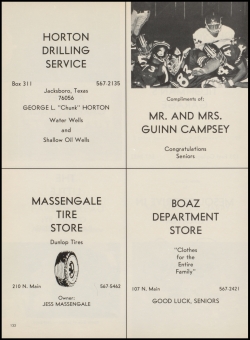 HORTON
DRILLING
SERVICE
Box 311 567-2135
Jacksboro, Texas
76056
GEORGE L. "Chunk" HORTON
Water Wells
and
Shallow Oil Wells
Compliments of:
MR. AND MRS.
GUINN CAMPSEY
Congratulations
Seniors
MASSENGALE
TIRE
STORE
Dunlop Tires
210 N. Main 567-5463
Owner:
JESS MASSENGALE
BOAZ
DEPARTMENT
STORE
"Clothes
for the
Entire
Family"
107 N. Main 567-2421
GOOD LUCK, SENIORS